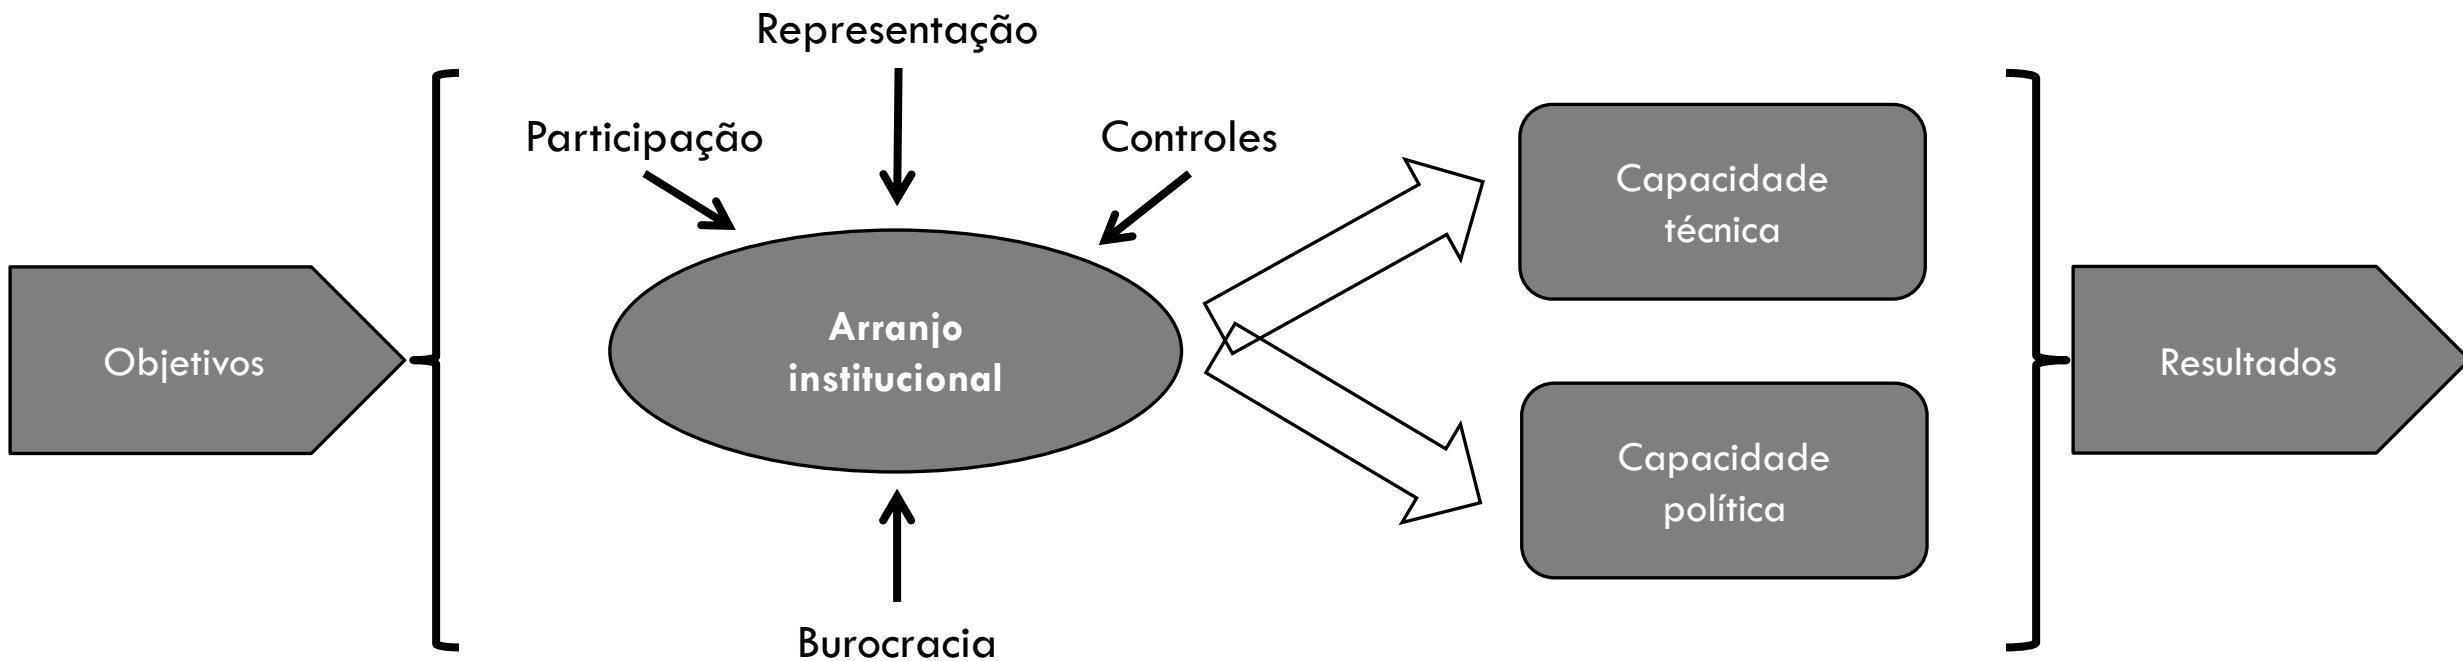 Representação
Participação
Controles
Capacidade
técnica
Objetivos
Arranjo
institucional
Resultados
Capacidade
política
Burocracia